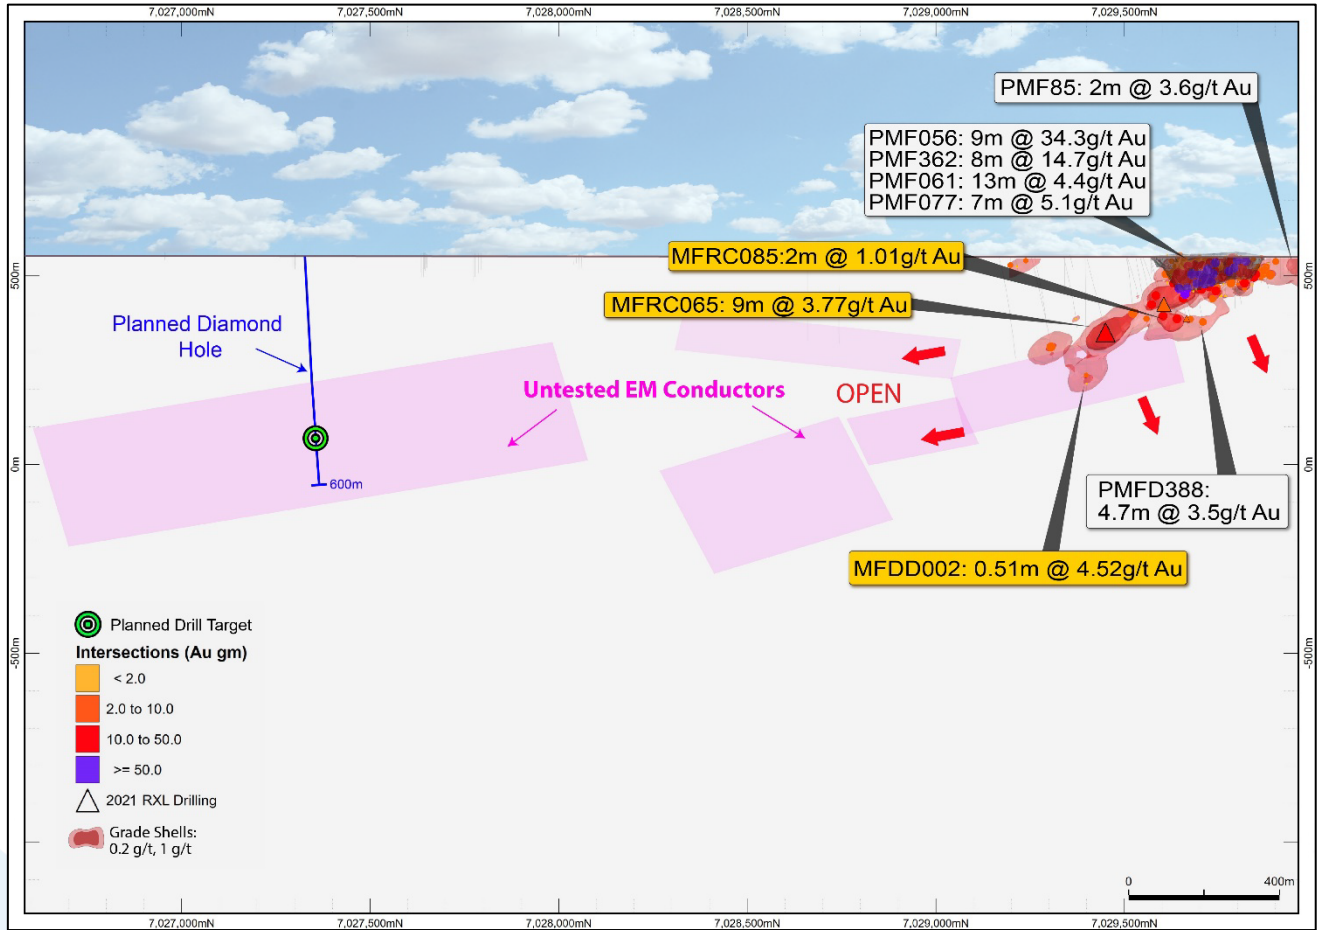 7,027,000mN 7,027,500mN 7,028,000mN 7,028,500mN 7,029,000mN 7,029,500mN
PMF85: 2m @ 3.6g/t Au
PMF056: 9m @ 34.3g/t Au
PMF362: 8m @ 14.7g/t Au
PMF061: 13m @ 4.4g/t Au
PMF077: 7m @ 5.1g/t Au
MFRC085:2m @ 1.01g/t Au
500m
500m
MFRC065: 9m @ 3.77g/t Au
Planned Diamond
Hole
Untested EM Conductors
OPEN
0m
0m
600m
PMFD388:
4.7m @ 3.5g/t Au
MFDD002: 0.51m @ 4.52g/t Au
Planned Drill Target
Intersections (Au gm)
< 2.0
2.0 to 10.0
10.0 to 50.0
>= 50.0
2021 RXL Drilling
Grade Shells:
0.2 g/t, 1 g/t
-500m
-500m
0 400m
7,027,000mN 7,027,500mN 7,028,000mN 7,028,500mN 7,029,000mN 7,029,500mN